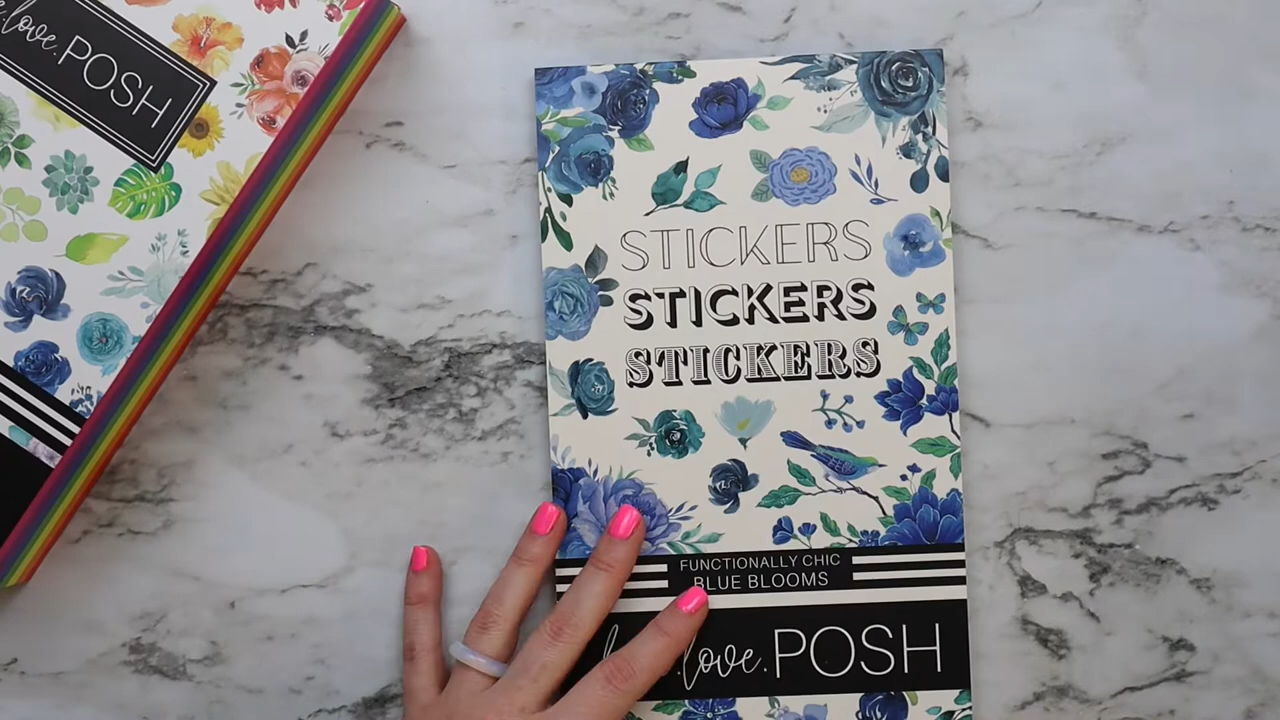 love.POSH
STICKERS
STICKERS
STICKERS
FUNCTIONALLY CHIC
BLUE BLOOMS
love.POSH